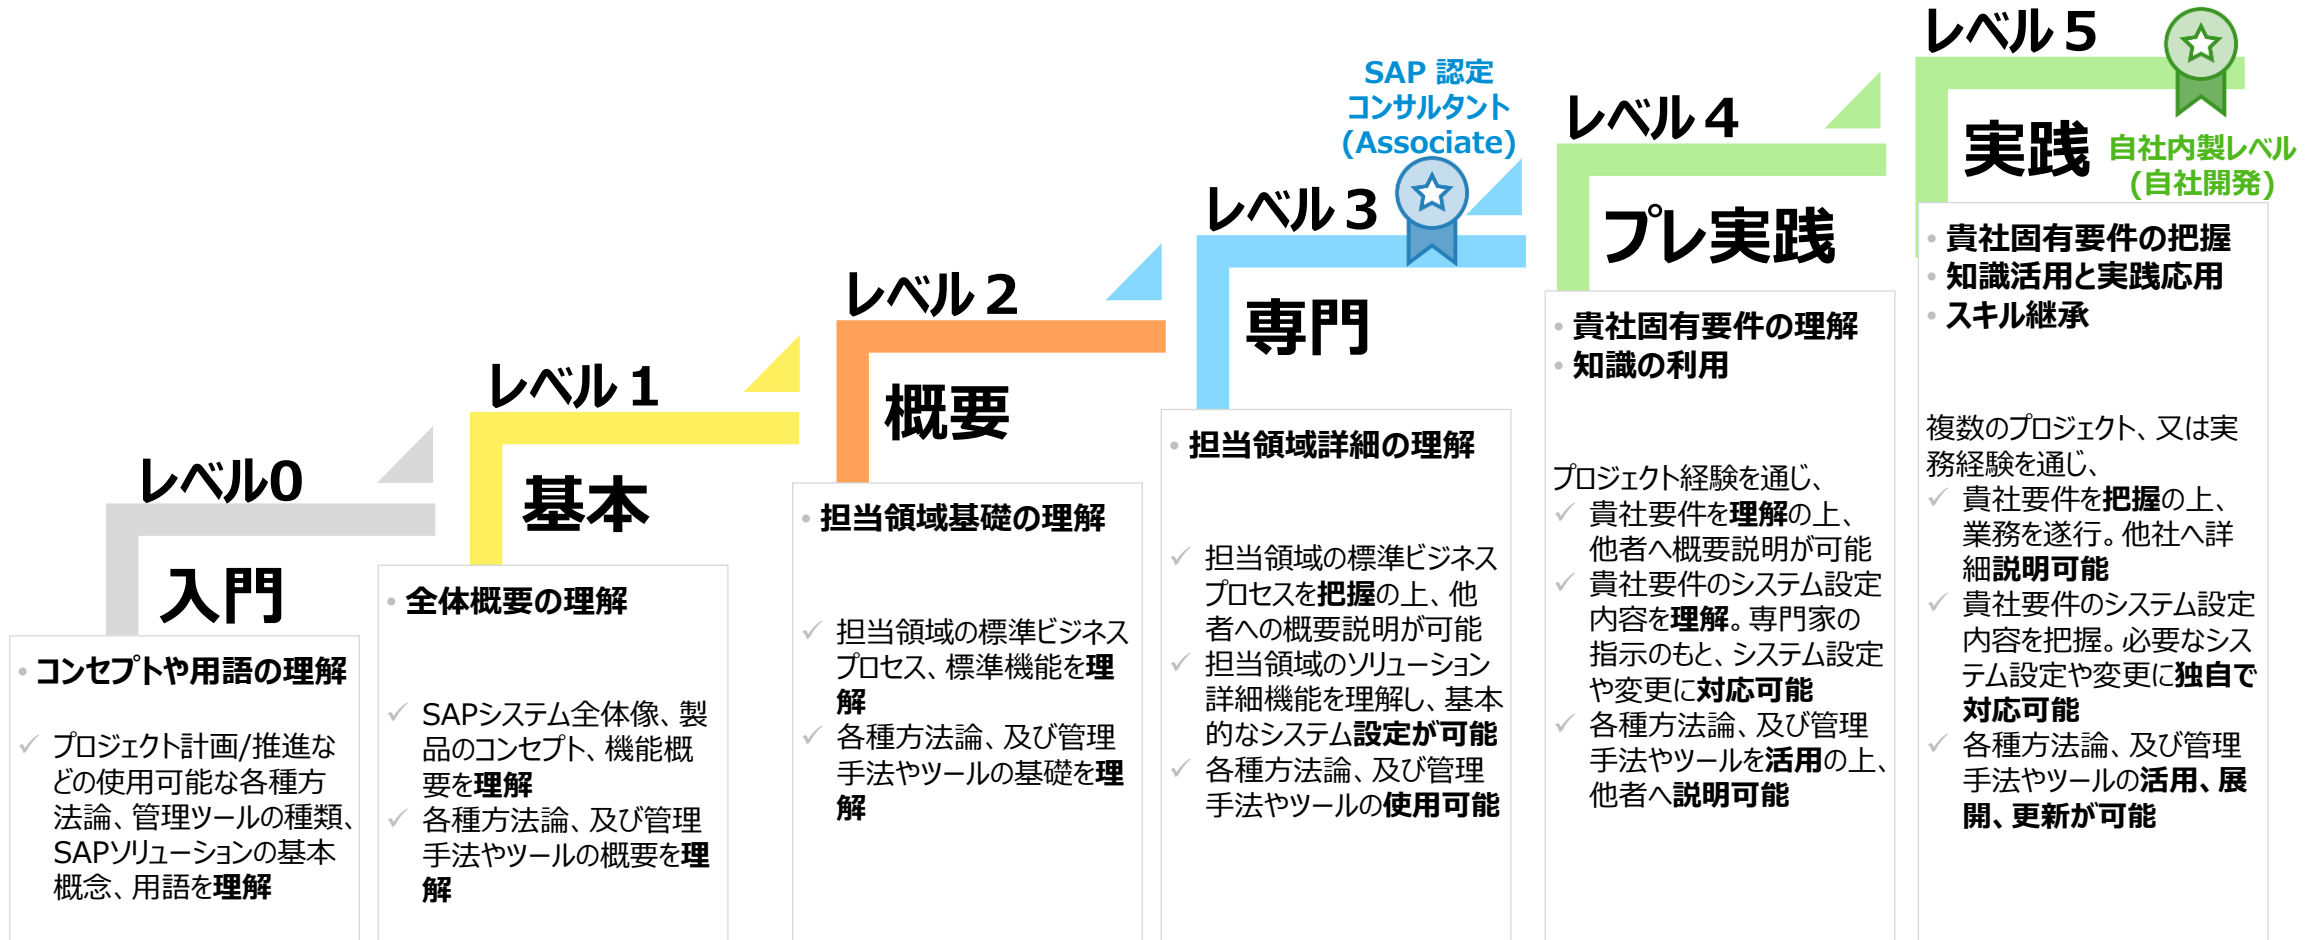 レベル0
入門
• コンセプトや用語の理解
✓ プロジェクト計画/推進な
どの使用可能な各種方
法論、管理ツールの種類、
SAPソリューションの基本
概念、用語を理解
レベル１
基本
• 全体概要の理解
✓ SAPシステム全体像、製
品のコンセプト、機能概
要を理解
✓ 各種方法論、及び管理
手法やツールの概要を理
解
レベル２
概要
• 担当領域基礎の理解
✓ 担当領域の標準ビジネス
プロセス、標準機能を理
解
✓ 各種方法論、及び管理
手法やツールの基礎を理
解
SAP 認定
コンサルタント
(Associate)
レベル３
専門
• 担当領域詳細の理解
✓ 担当領域の標準ビジネス
プロセスを把握の上、他
者への概要説明が可能
✓ 担当領域のソリューション
詳細機能を理解し、基本
的なシステム設定が可能
✓ 各種方法論、及び管理
手法やツールの使用可能
レベル４
プレ実践
• 貴社固有要件の理解
• 知識の利用
プロジェクト経験を通じ、
✓ 貴社要件を理解の上、
他者へ概要説明が可能
✓ 貴社要件のシステム設定
内容を理解。専門家の
指示のもと、システム設定
や変更に対応可能
✓ 各種方法論、及び管理
手法やツールを活用の上、
他者へ説明可能
レベル５
実践
自社内製レベル
(自社開発)
• 貴社固有要件の把握
• 知識活用と実践応用
• スキル継承
複数のプロジェクト、又は実
務経験を通じ、
✓ 貴社要件を把握の上、
業務を遂行。他社へ詳
細説明可能
✓ 貴社要件のシステム設定
内容を把握。必要なシス
テム設定や変更に独自で
対応可能
✓ 各種方法論、及び管理
手法やツールの活用、展
開、更新が可能